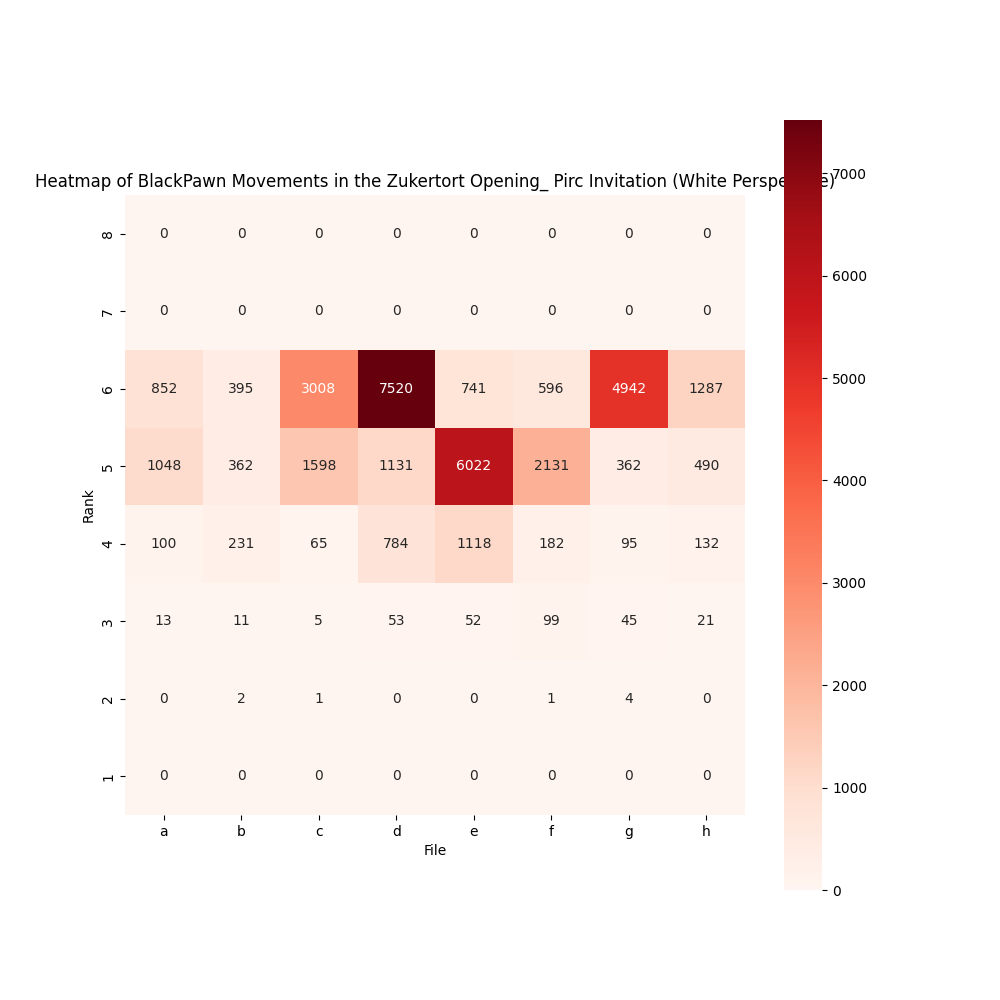 Heatmap of BlackPawn Movements in the Zukertort Opening_ Pirc Invitation (White Perspe e)
7000
6000
5000
4000
3000
2000
1000
0
8 0 0 0 0 0 0 0 0
7 0 0 0 0 0 0 0 0
6 852 395 3008 7520 741 596 4942 1287
5 1048 362 1598 1131 6022 2131 362 490
4 100 231 65 784 1118 182 95 132
3 13 11 5 53 52 99 45 21
2 0 2 1 0 0 1 4 0
1 0 0 0 0 0 0 0 0
a b c d e f g h
Rank
File